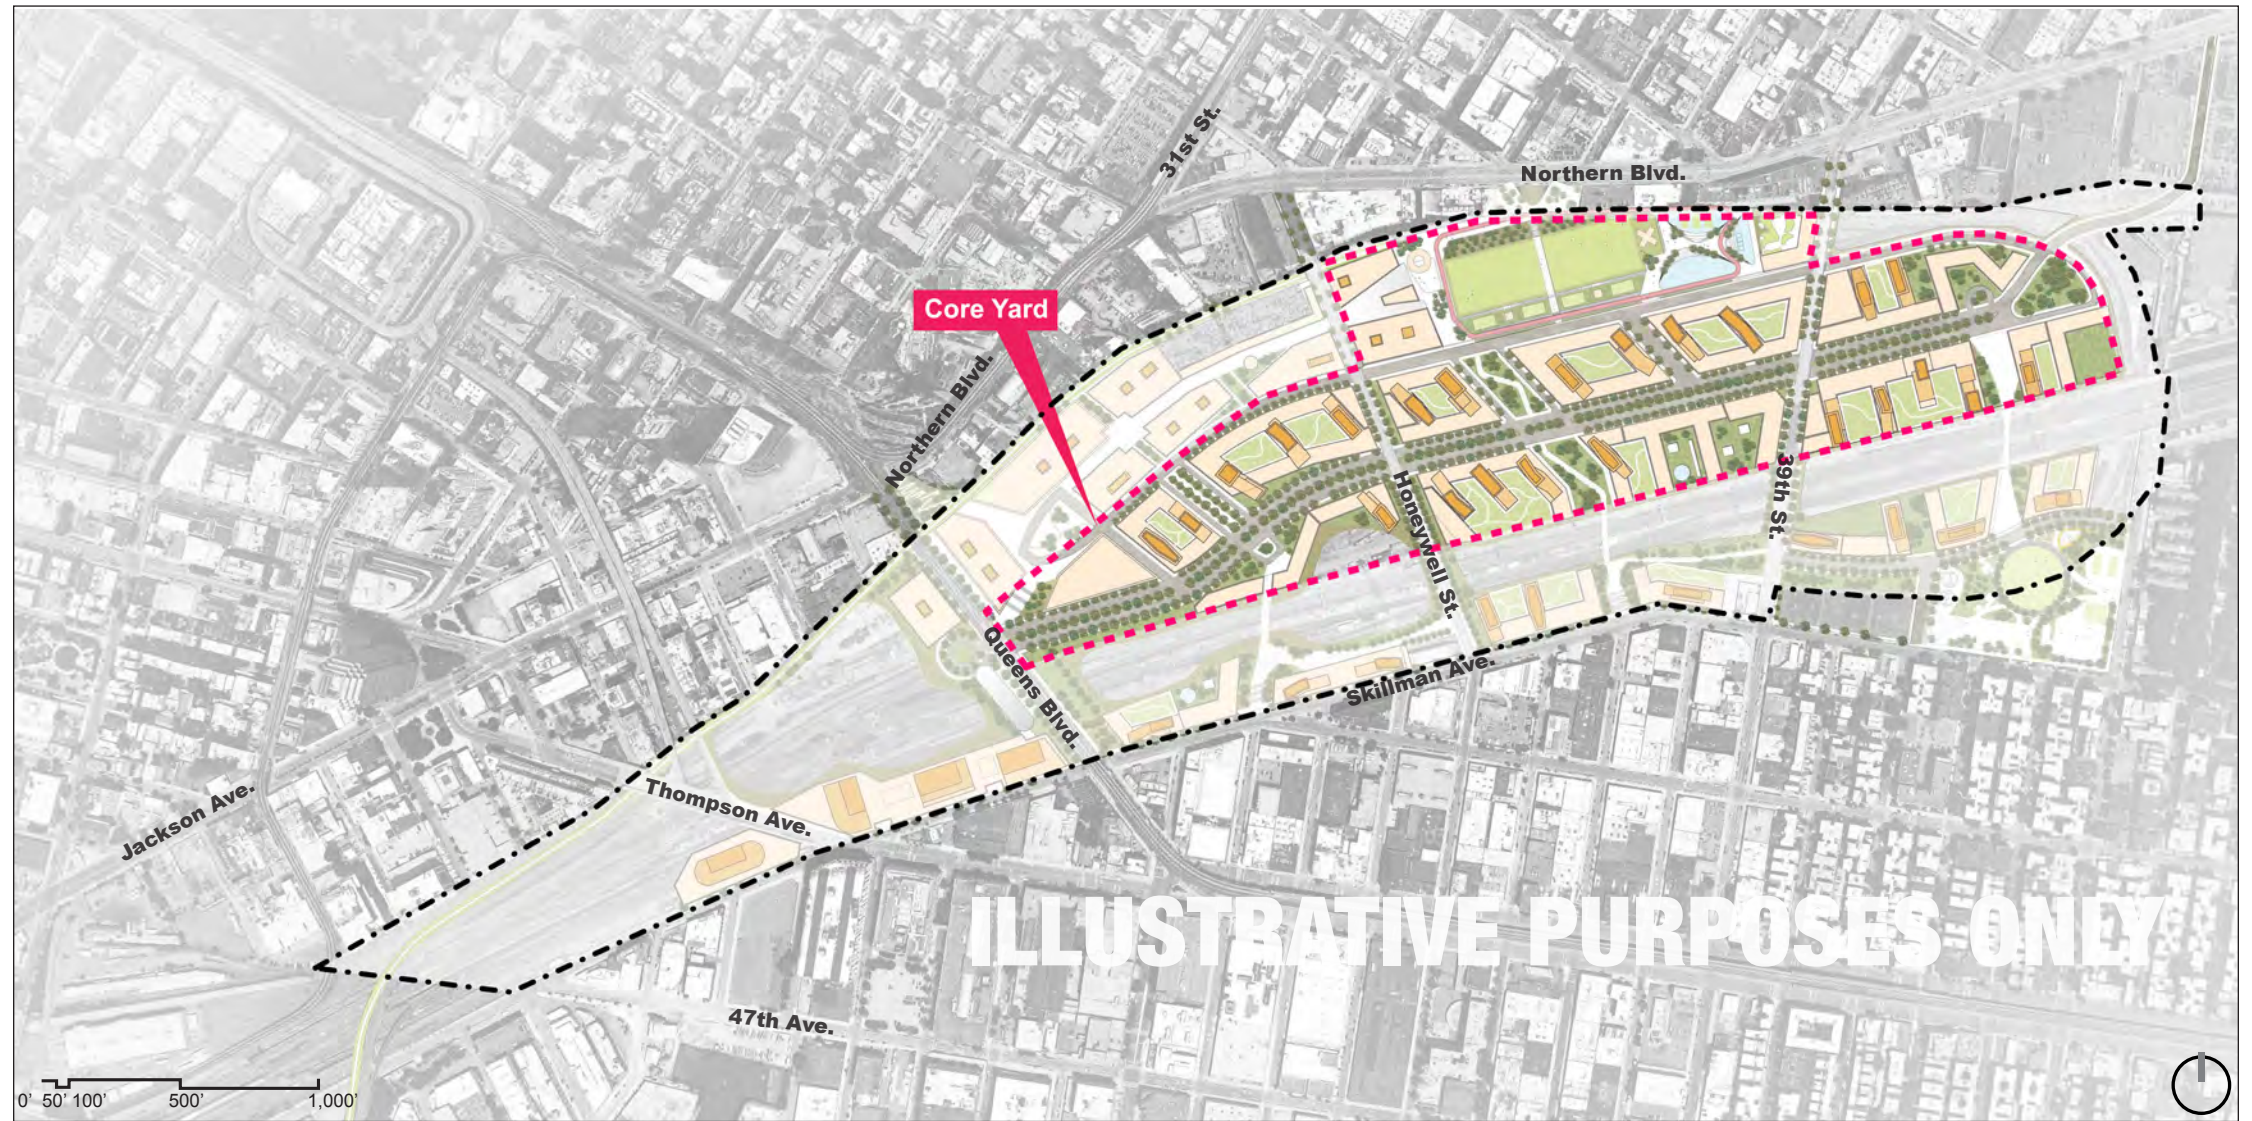 31st St.
Northern Blvd.
Core Yard
Northern Blvd.
39th St.
Honeywell St.
Queens Blvd.
Skillman Ave.
Thompson Ave.
Jackson Ave.
ILLUSTRATIVE PURPOSES ONLY
47th Ave.
0' 50' 100' 500' 1,000'